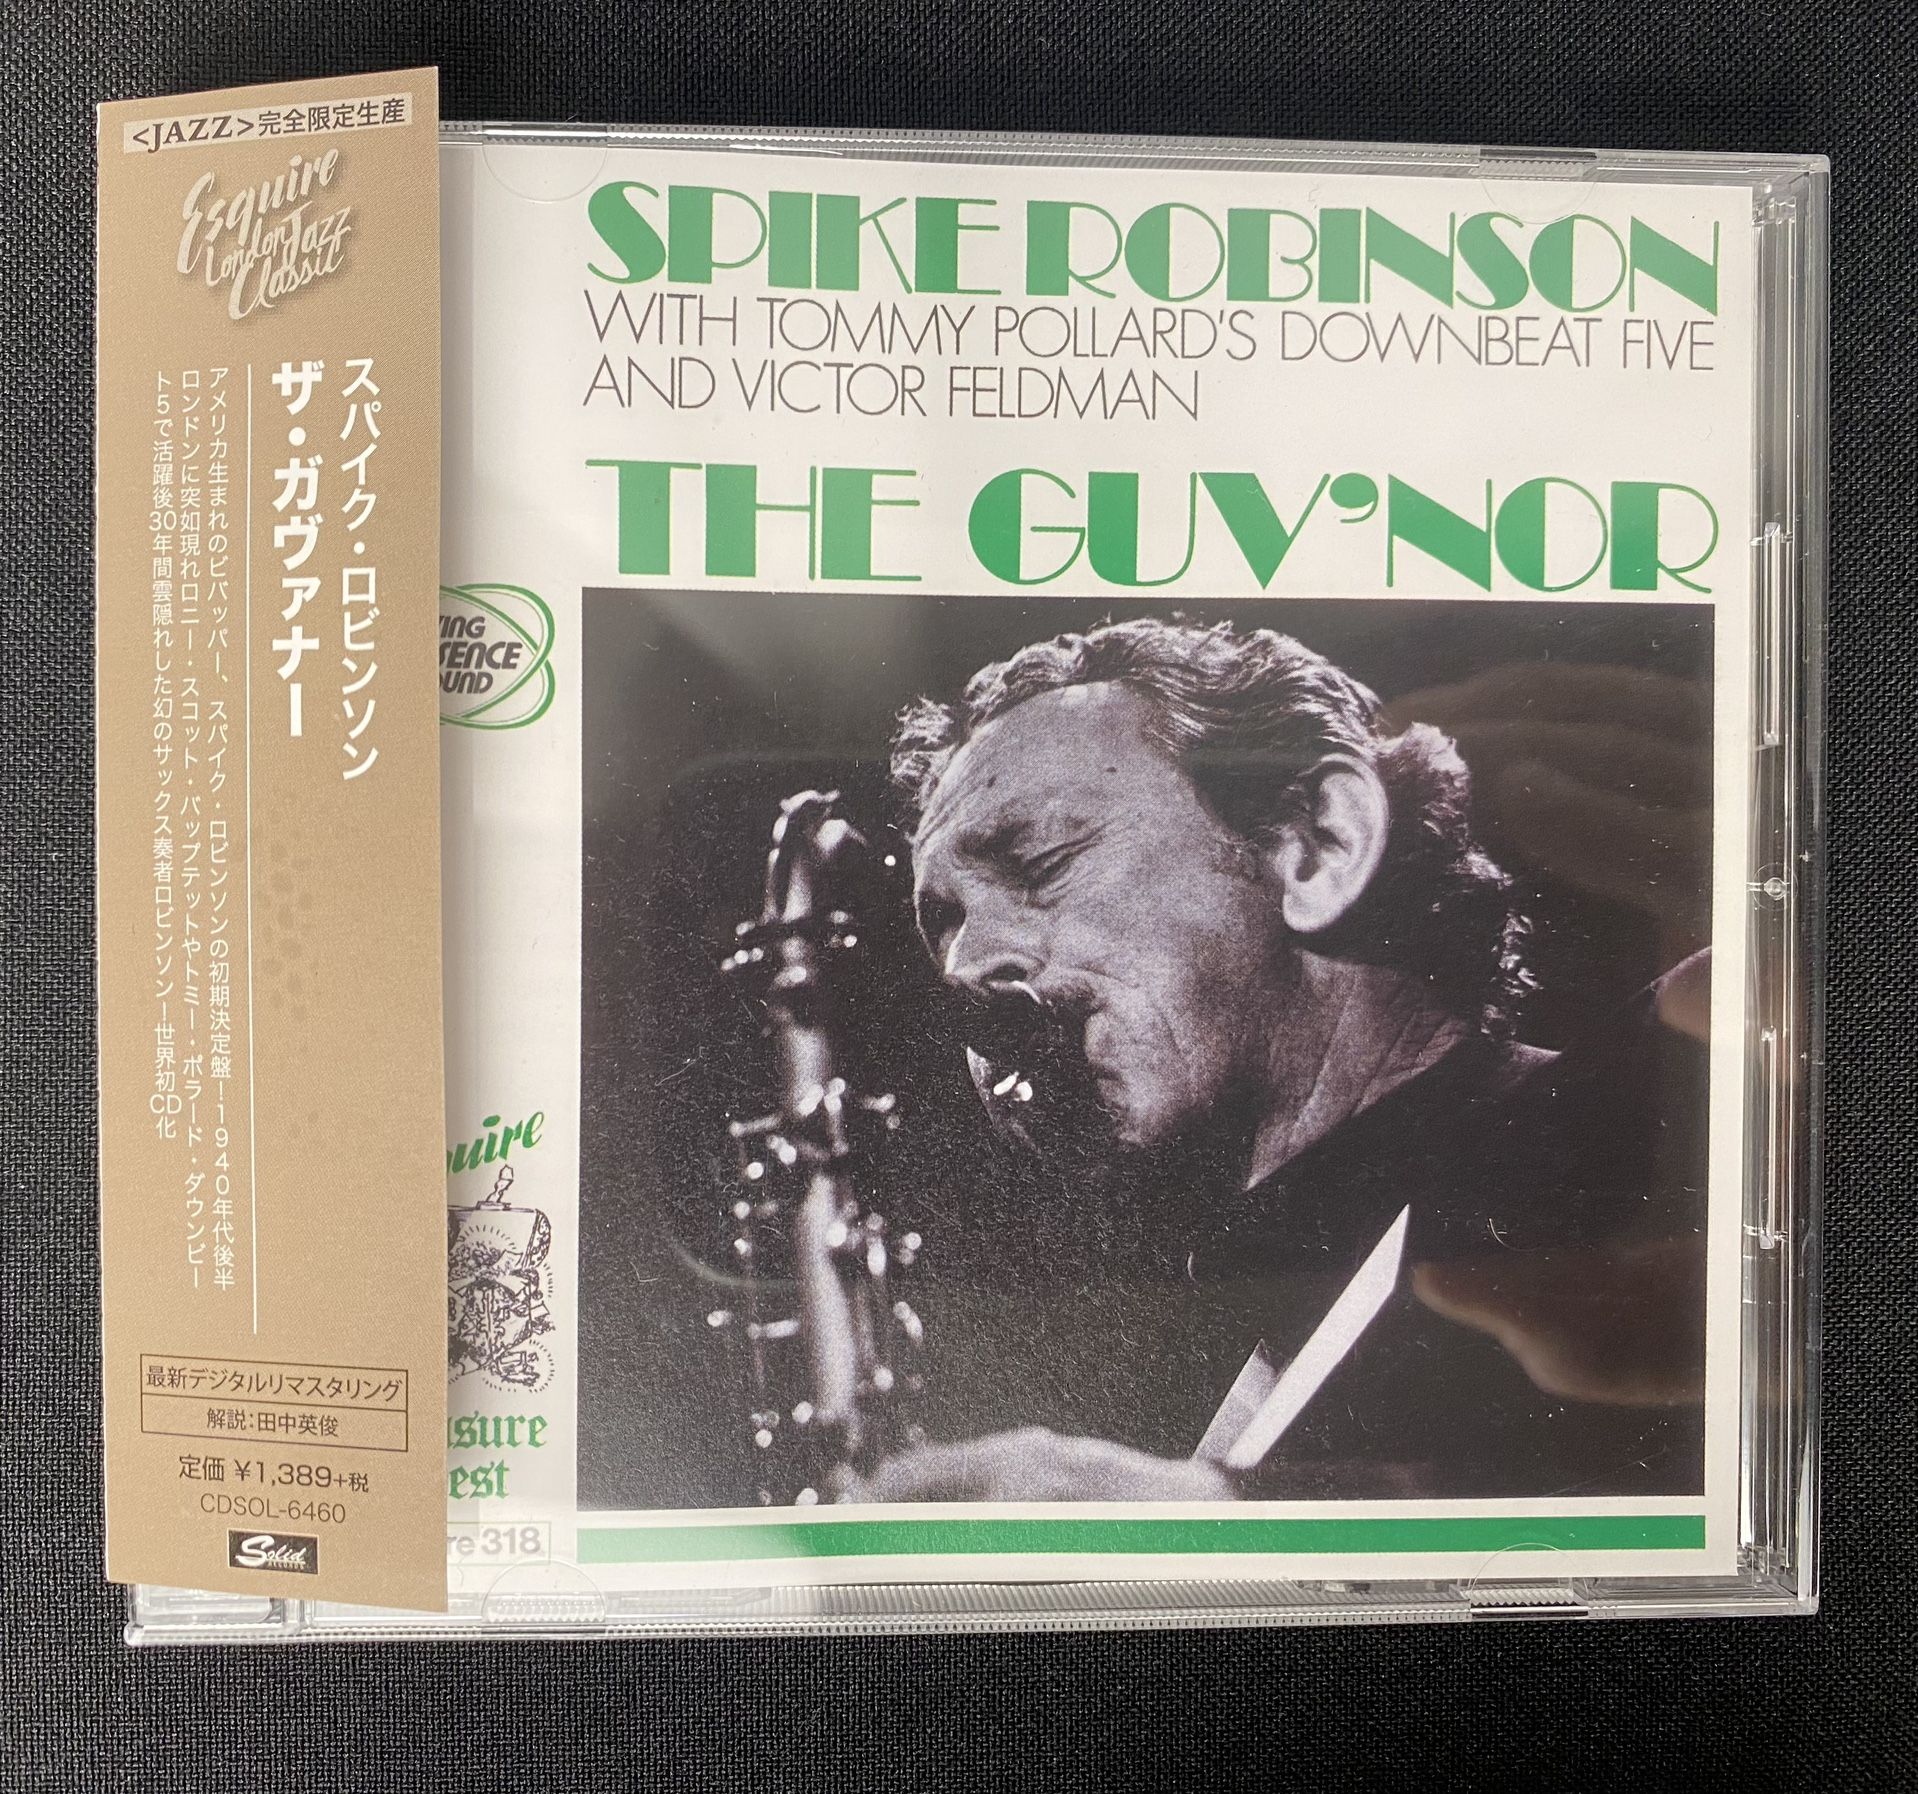 <JAZZ>完全限定生産
Esquire
London Jazz
Classic
スパイク・ロビンソン
ザ・ガヴァナー
アメリカ生まれのビバッパー、スパイク・ロビンソンの初期決定盤！1940年代後半
ロンドンに突如現れロニー・スコット・バップテットやトミー・ポラード・ダウンビー
ト5で活躍後30年間雲隠れした幻のサックス奏者ロビンソン！世界初CD化
最新デジタルリマスタリング
解説：田中英俊
定価 ¥1,389+税
CDSOL-6460
Solid
RECORDS
SPIKE ROBINSON
WITH TOMMY POLLARD'S DOWNBEAT FIVE
AND VICTOR FELDMAN
THE GUV'NOR
ING
SENCE
OUND
uire
sure
est
re 318